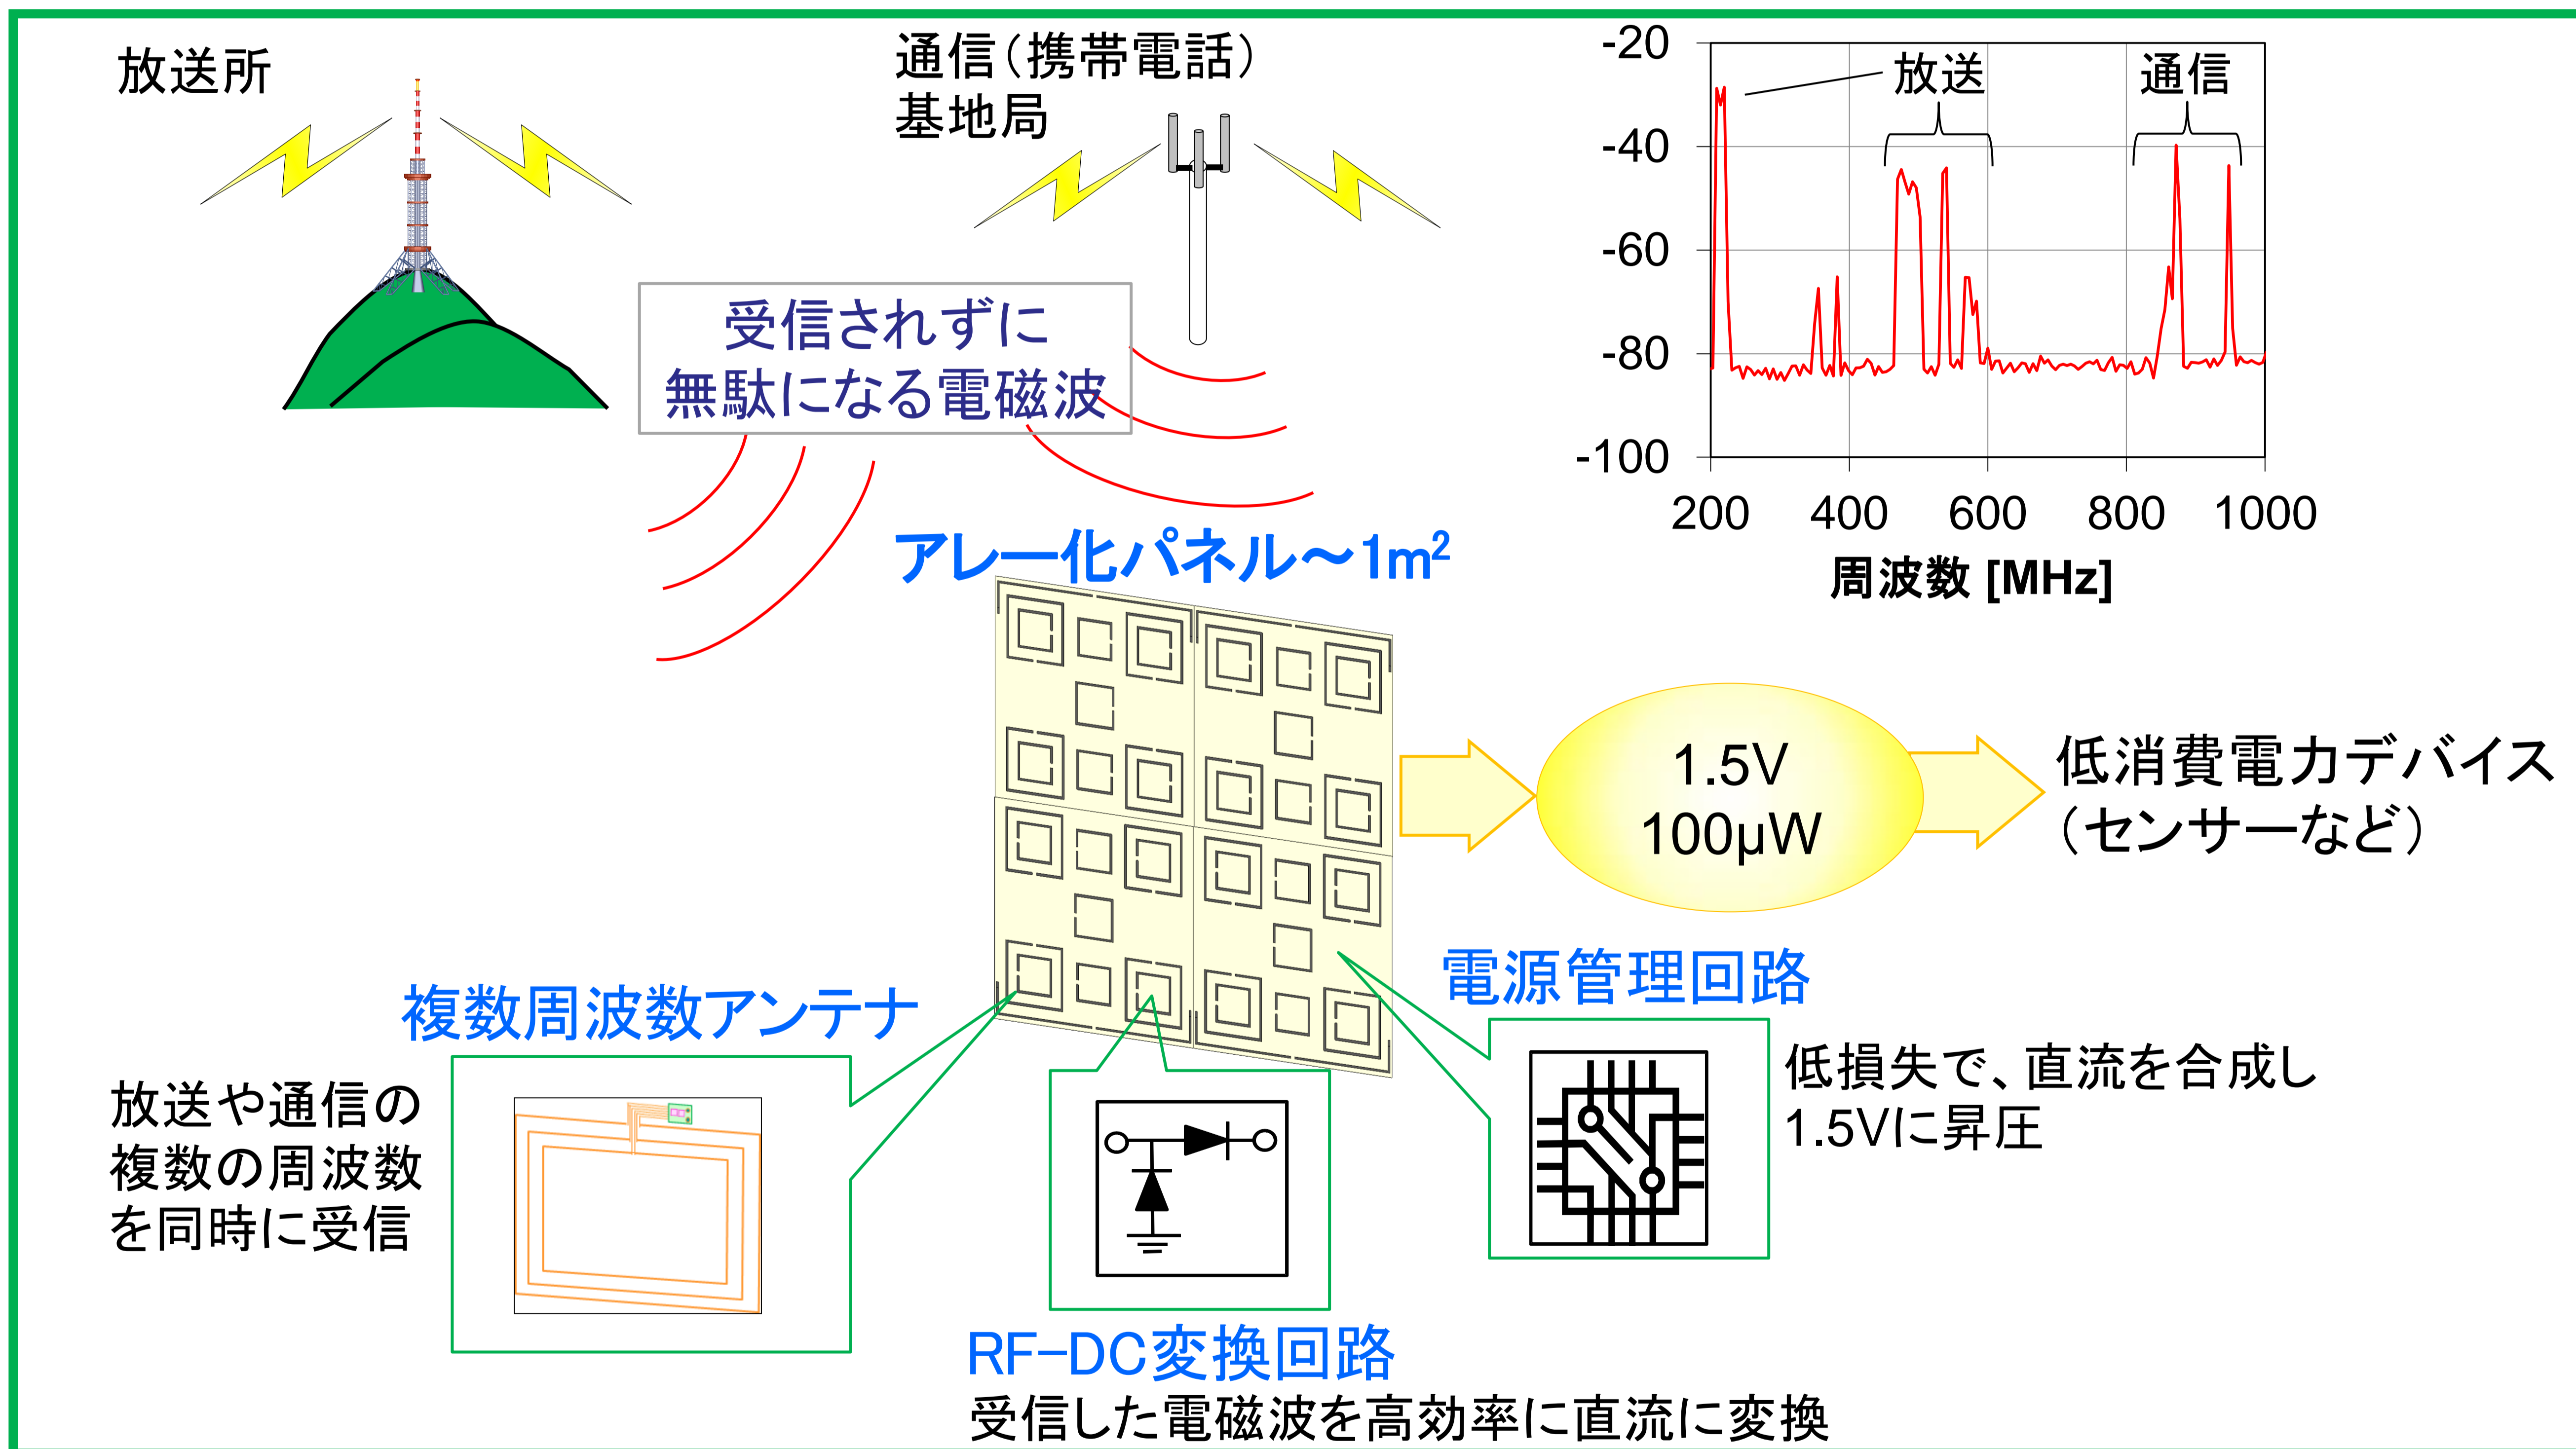 放送所
通信（携帯電話）
基地局
受信されずに
無駄になる電磁波
-20
-40
-60
-80
-100
放送
通信
200 400 600 800 1000
周波数 [MHz]
アレー化パネル～1m²
1.5V
100μW
低消費電力デバイス
（センサーなど）
複数周波数アンテナ
放送や通信の
複数の周波数
を同時に受信
電源管理回路
低損失で、直流を合成し
1.5Vに昇圧
RF−DC変換回路
受信した電磁波を高効率に直流に変換